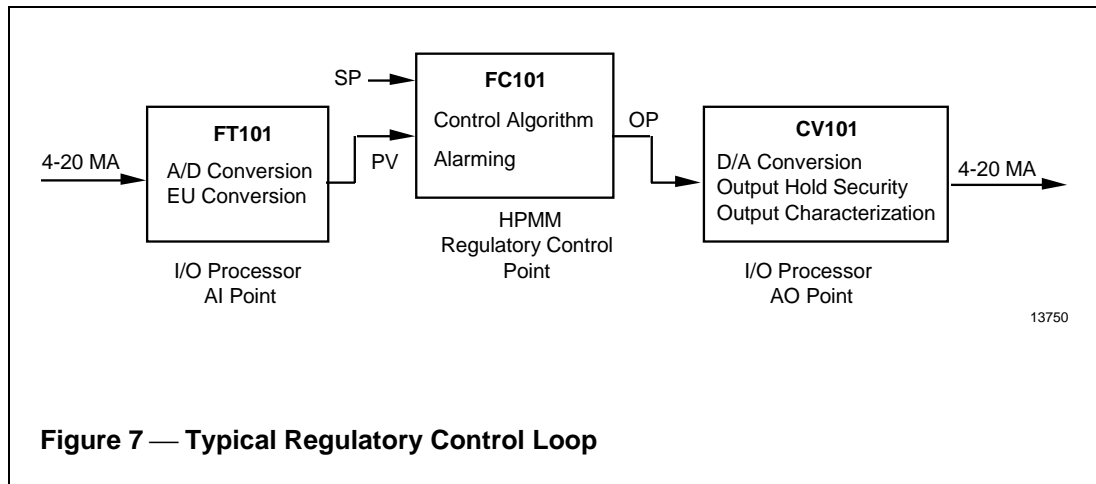 4-20 MA
FT101
A/D Conversion
EU Conversion
I/O Processor
AI Point
SP
PV
FC101
Control Algorithm
Alarming
HPMM
Regulatory Control
Point
OP
CV101
D/A Conversion
Output Hold Security
Output Characterization
I/O Processor
AO Point
4-20 MA
13750
Figure 7 — Typical Regulatory Control Loop